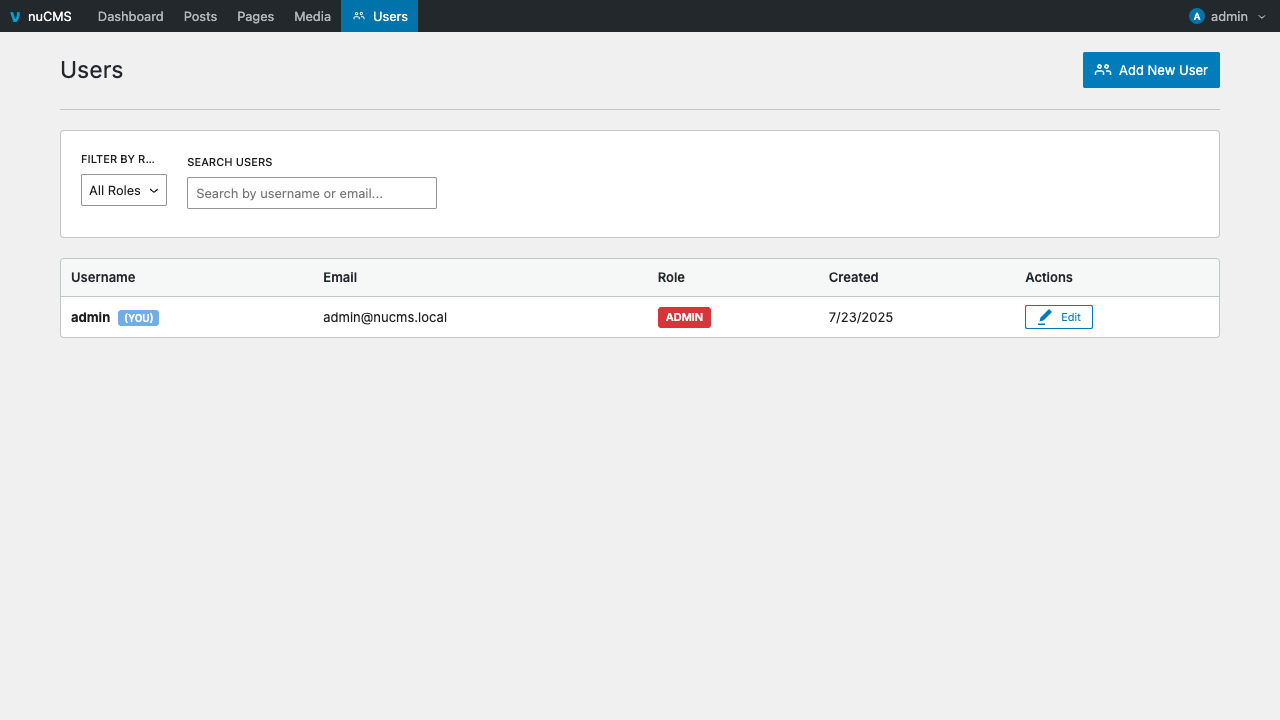 nuCMS Dashboard Posts Pages Media Users A admin
Users
Add New User
FILTER BY R...
SEARCH USERS
All Roles
Search by username or email...
Username Email Role Created Actions
admin (YOU) admin@nucms.local ADMIN 7/23/2025 Edit